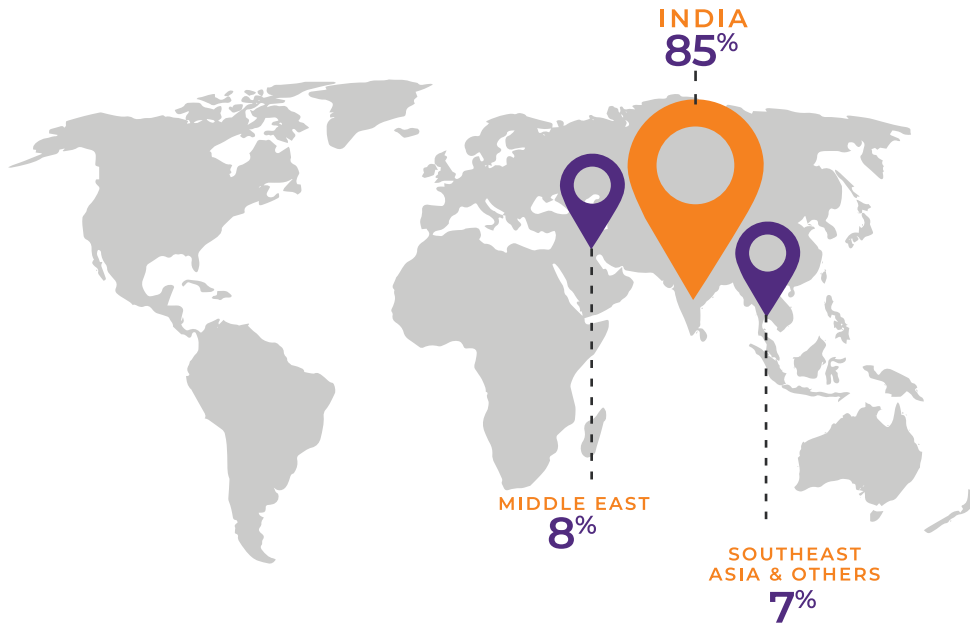 INDIA
85%
MIDDLE EAST
8%
SOUTHEAST
ASIA & OTHERS
7%